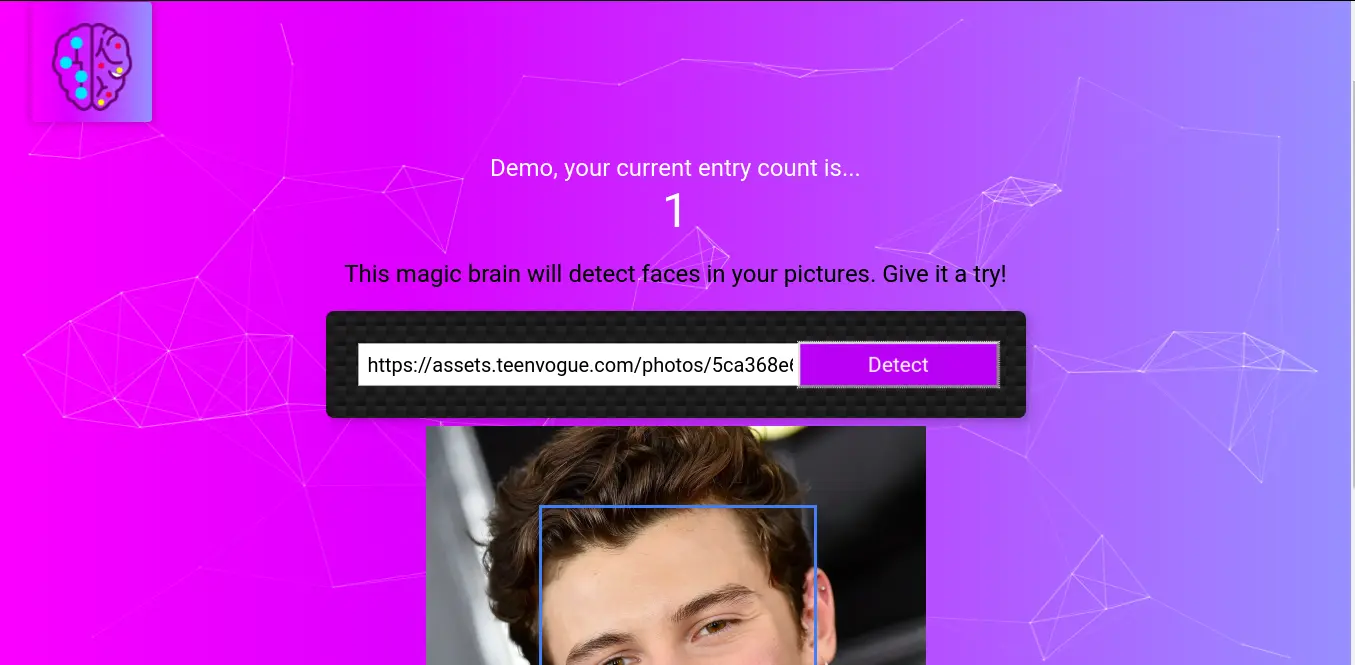 Demo, your current entry count is...
1
This magic brain will detect faces in your pictures. Give it a try!
https://assets.teenvogue.com/photos/5ca368e Detect